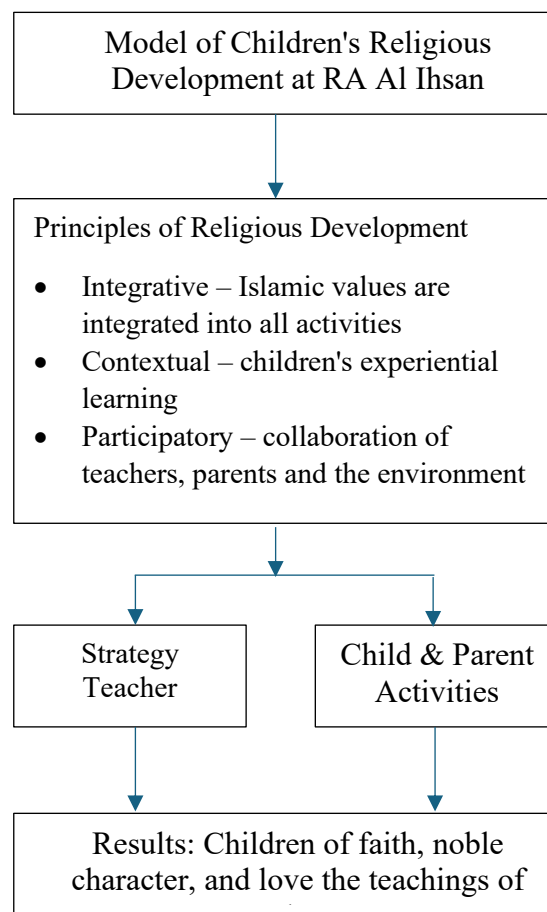 Model of Children's Religious
Development at RA Al Ihsan
Principles of Religious Development
• Integrative – Islamic values are
integrated into all activities
• Contextual – children's experiential
learning
• Participatory – collaboration of
teachers, parents and the environment
Strategy
Teacher
Child & Parent
Activities
Results: Children of faith, noble
character, and love the teachings of